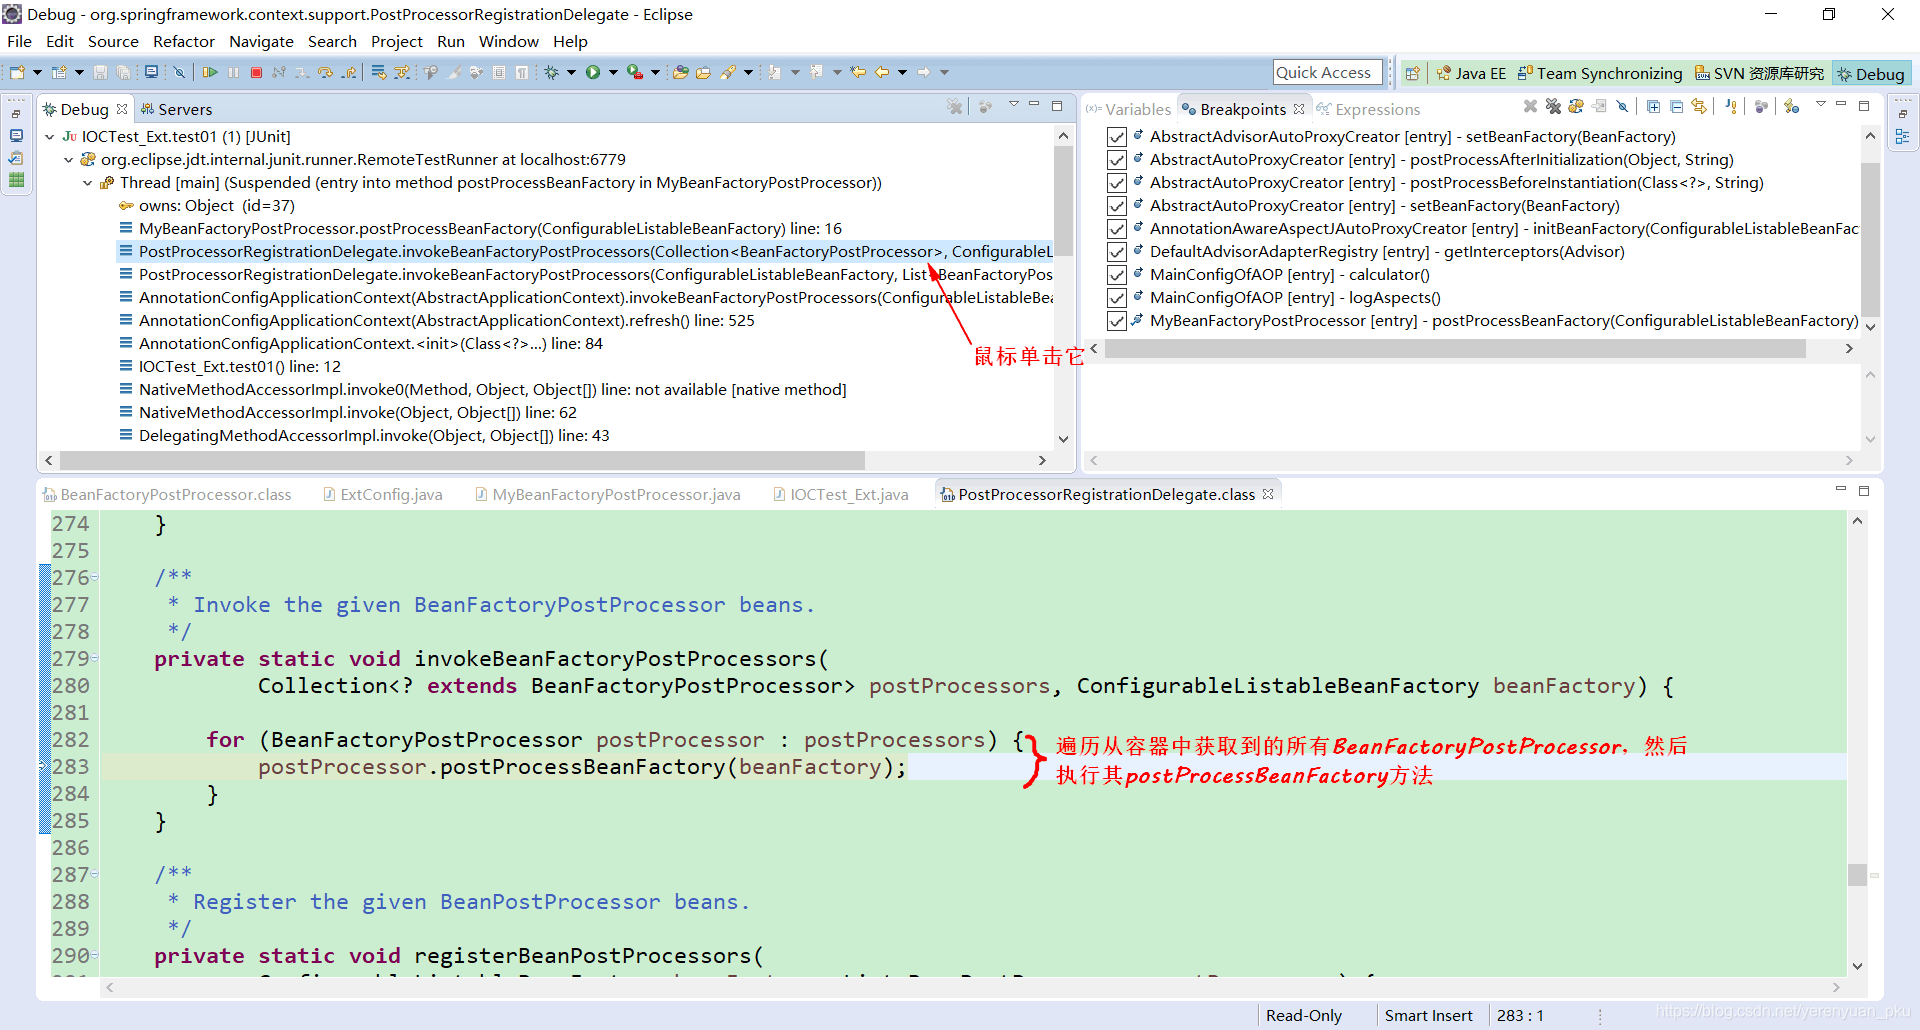 Debug - org.springframework.context.support.PostProcessorRegistrationDelegate - Eclipse
File Edit Source Refactor Navigate Search Project Run Window Help
Quick Access Java EE Team Synchronizing SVN 资源库研究 Debug
Debug Servers
IOCTest_Ext.test01 (1) [JUnit]
org.eclipse.jdt.internal.junit.runner.RemoteTestRunner at localhost:6779
Thread [main] (Suspended (entry into method postProcessBeanFactory in MyBeanFactoryPostProcessor))
owns: Object (id=37)
MyBeanFactoryPostProcessor.postProcessBeanFactory(ConfigurableListableBeanFactory) line: 16
PostProcessorRegistrationDelegate.invokeBeanFactoryPostProcessors(Collection<BeanFactoryPostProcessor>, ConfigurableL
PostProcessorRegistrationDelegate.invokeBeanFactoryPostProcessors(ConfigurableListableBeanFactory, List<BeanFactoryPos
AnnotationConfigApplicationContext(AbstractApplicationContext).invokeBeanFactoryPostProcessors(ConfigurableListableBea
AnnotationConfigApplicationContext(AbstractApplicationContext).refresh() line: 525
AnnotationConfigApplicationContext.<init>(Class<?>...) line: 84
IOCTest_Ext.test01() line: 12
NativeMethodAccessorImpl.invoke0(Method, Object, Object[]) line: not available [native method]
NativeMethodAccessorImpl.invoke(Object, Object[]) line: 62
DelegatingMethodAccessorImpl.invoke(Object, Object[]) line: 43
鼠标单击它
Variables Breakpoints Expressions
AbstractAdvisorAutoProxyCreator [entry] - setBeanFactory(BeanFactory)
AbstractAutoProxyCreator [entry] - postProcessAfterInitialization(Object, String)
AbstractAutoProxyCreator [entry] - postProcessBeforeInstantiation(Class<?>, String)
AbstractAutoProxyCreator [entry] - setBeanFactory(BeanFactory)
AnnotationAwareAspectJAutoProxyCreator [entry] - initBeanFactory(ConfigurableListableBeanFac
DefaultAdvisorAdapterRegistry [entry] - getInterceptors(Advisor)
MainConfigOfAOP [entry] - calculator()
MainConfigOfAOP [entry] - logAspects()
MyBeanFactoryPostProcessor [entry] - postProcessBeanFactory(ConfigurableListableBeanFactory)
BeanFactoryPostProcessor.class ExtConfig.java MyBeanFactoryPostProcessor.java IOCTest_Ext.java PostProcessorRegistrationDelegate.class
274 }
275
276 /**
277 * Invoke the given BeanFactoryPostProcessor beans.
278 */
279 private static void invokeBeanFactoryPostProcessors(
280 Collection<? extends BeanFactoryPostProcessor> postProcessors, ConfigurableListableBeanFactory beanFactory) {
281
282 for (BeanFactoryPostProcessor postProcessor : postProcessors) {
283 postProcessor.postProcessBeanFactory(beanFactory);
284 }
285 }
286
287 /**
288 * Register the given BeanPostProcessor beans.
289 */
290 private static void registerBeanPostProcessors(
遍历从容器中获取到的所有BeanFactoryPostProcessor，然后
执行其postProcessBeanFactory方法
Read-Only Smart Insert 283 : 1
https://blog.csdn.net/yerenyuan_pku